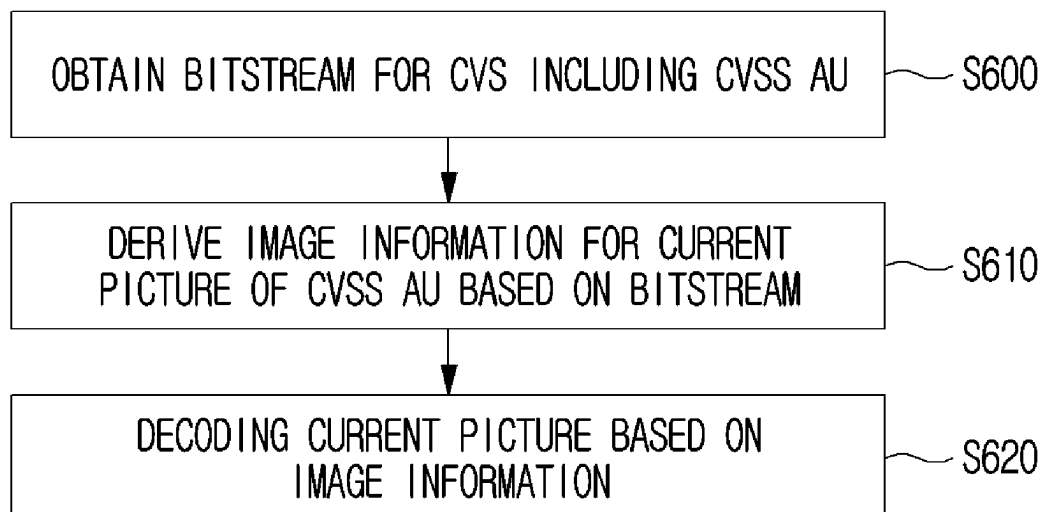 OBTAIN BITSTREAM FOR CVS INCLUDING CVSS AU
S600
DERIVE IMAGE INFORMATION FOR CURRENT
PICTURE OF CVSS AU BASED ON BITSTREAM
S610
DECODING CURRENT PICTURE BASED ON
IMAGE INFORMATION
S620